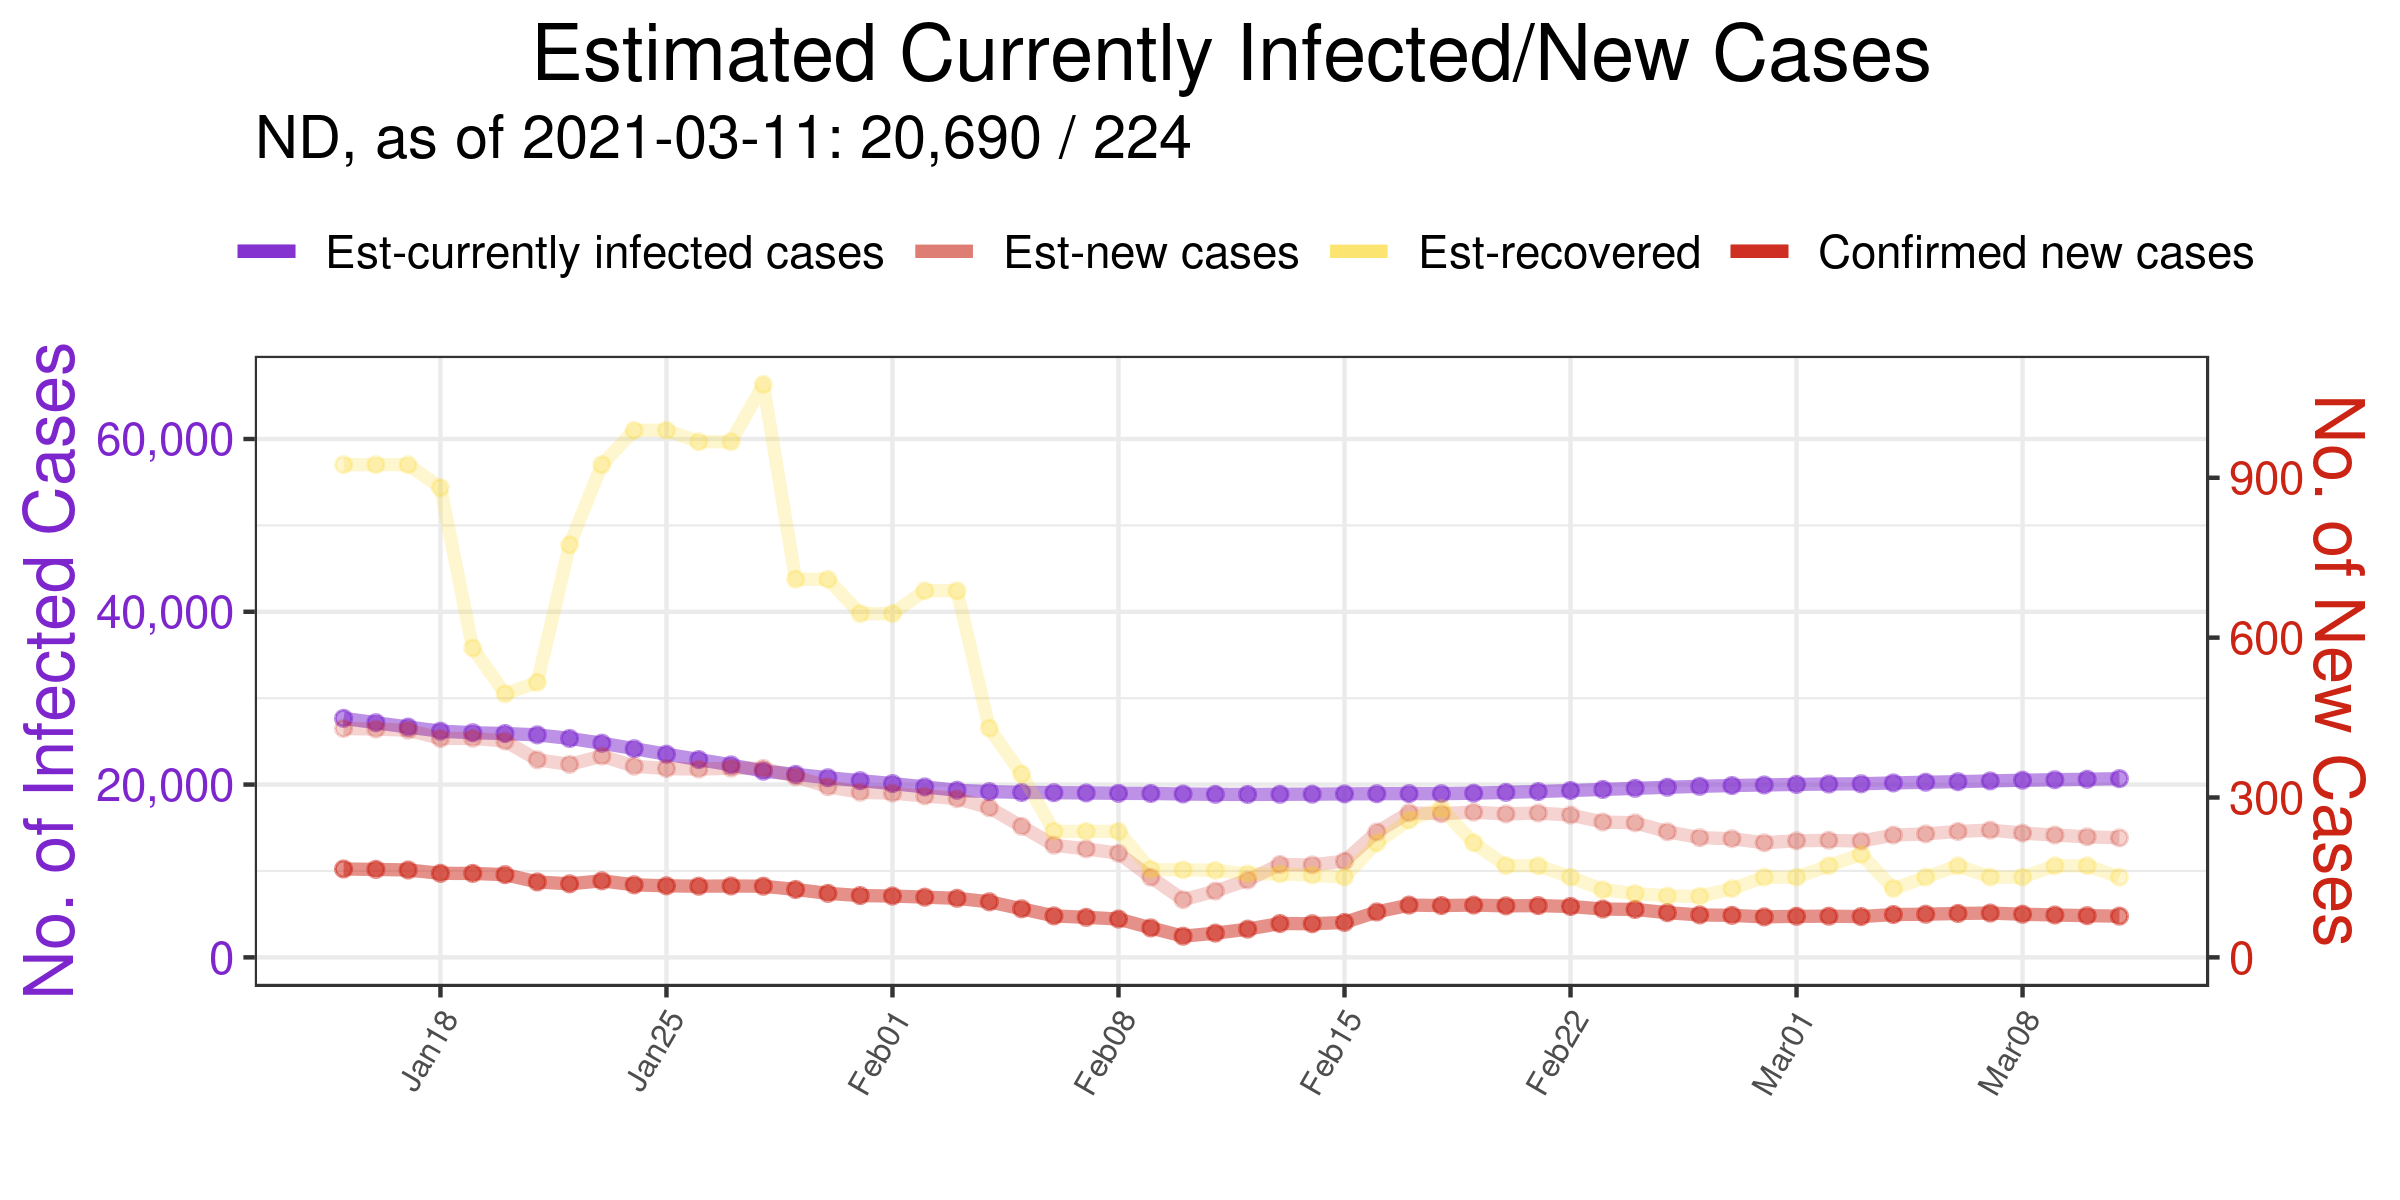 Estimated Currently Infected/New Cases
ND, as of 2021-03-11: 20,690 / 224
Est-currently infected cases
Est-new cases
Est-recovered
Confirmed new cases
No. of Infected Cases
60,000
40,000
20,000
0
900
600
300
0
No. of New Cases
Jan18
Jan25
Feb01
Feb08
Feb15
Feb22
Mar01
Mar08